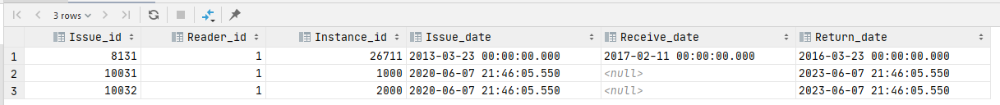 3 rows
Issue_id Reader_id Instance_id Issue_date Receive_date Return_date
1 8131 1 26711 2013-03-23 00:00:00.000 2017-02-11 00:00:00.000 2016-03-23 00:00:00.000
2 10031 1 1000 2020-06-07 21:46:05.550 <null> 2023-06-07 21:46:05.550
3 10032 1 2000 2020-06-07 21:46:05.550 <null> 2023-06-07 21:46:05.550